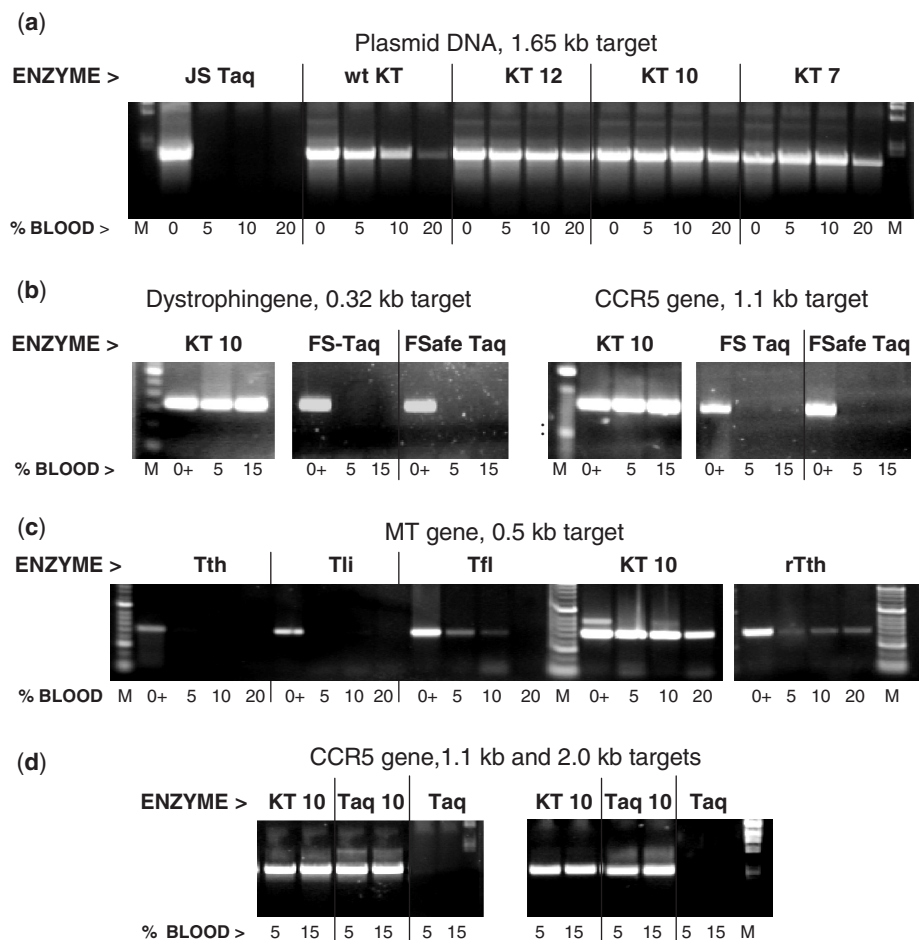 (a)
Plasmid DNA, 1.65 kb target
ENZYME > JS Taq wt KT KT 12 KT 10 KT 7
% BLOOD > M 0 5 10 20 0 5 10 20 0 5 10 20 0 5 10 20 0 5 10 20 M
(b)
Dystrophingene, 0.32 kb target CCR5 gene, 1.1 kb target
ENZYME > KT 10 FS-Taq FSafe Taq KT 10 FS Taq FSafe Taq
:
% BLOOD > M 0+ 5 15 0+ 5 15 0+ 5 15 M 0+ 5 15 0+ 5 15 0+ 5 15
(c)
MT gene, 0.5 kb target
ENZYME > Tth Tli Tfl KT 10 rTth
% BLOOD M 0+ 5 10 20 0+ 5 10 20 0+ 5 10 20 M 0+ 5 10 20 0+ 5 10 20 M
(d)
CCR5 gene,1.1 kb and 2.0 kb targets
ENZYME > KT 10 Taq 10 Taq KT 10 Taq 10 Taq
% BLOOD > 5 15 5 15 5 15 5 15 5 15 5 15 M